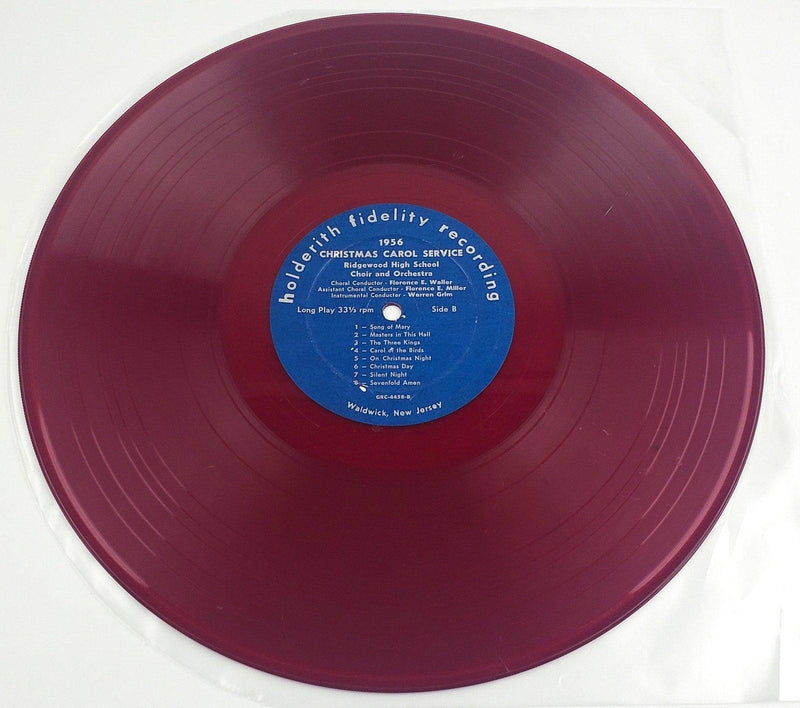 holderith fidelity recording
1956
CHRISTMAS CAROL SERVICE
Ridgewood High School
Choir and Orchestra
Choral Conductor - Florence E. Waller
Assistant Choral Conductor - Florence E. Miller
Instrumental Conductor - Warren Grim
Long Play 33⅓ rpm Side B
1 — Song of Mary
2 — Masters in This Hall
3 — The Three Kings
4 — Carol of the Birds
5 — On Christmas Night
6 — Christmas Day
7 — Silent Night
8 — Sevenfold Amen
GRC-4458-B
Waldwick, New Jersey